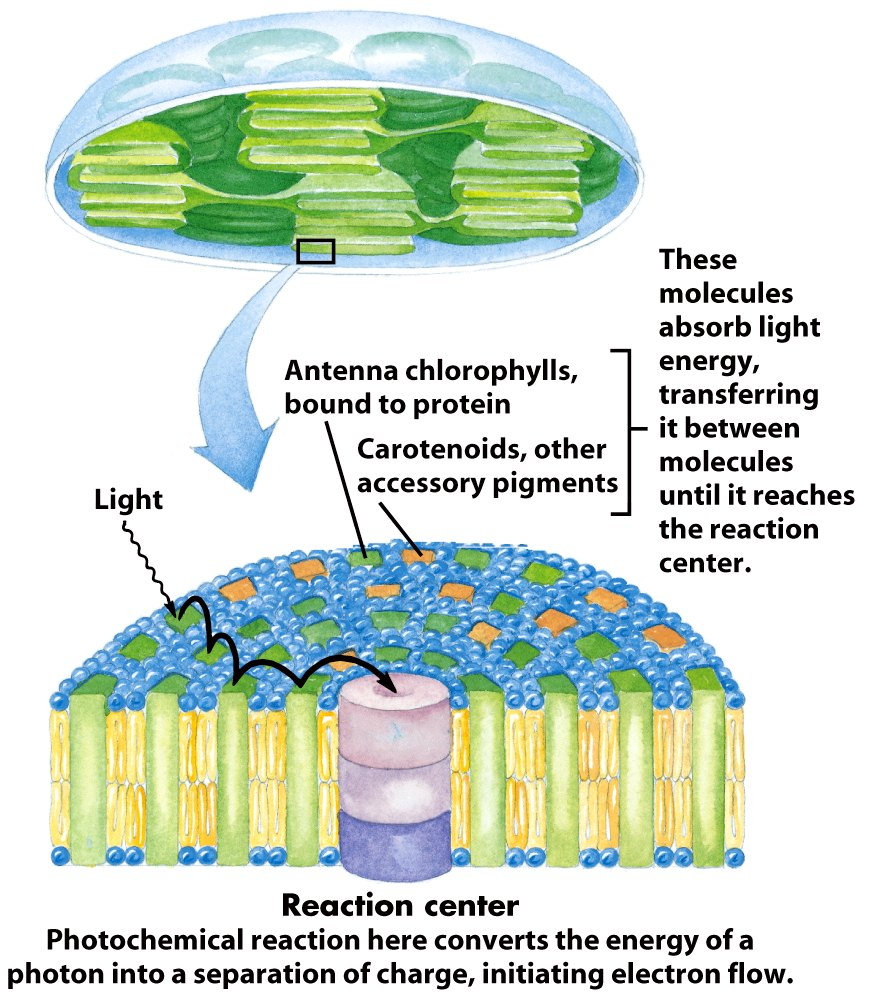 These
molecules
absorb light
energy,
transferring
it between
molecules
until it reaches
the reaction
center.
Antenna chlorophylls,
bound to protein
Carotenoids, other
accessory pigments
Light
Reaction center
Photochemical reaction here converts the energy of a
photon into a separation of charge, initiating electron flow.